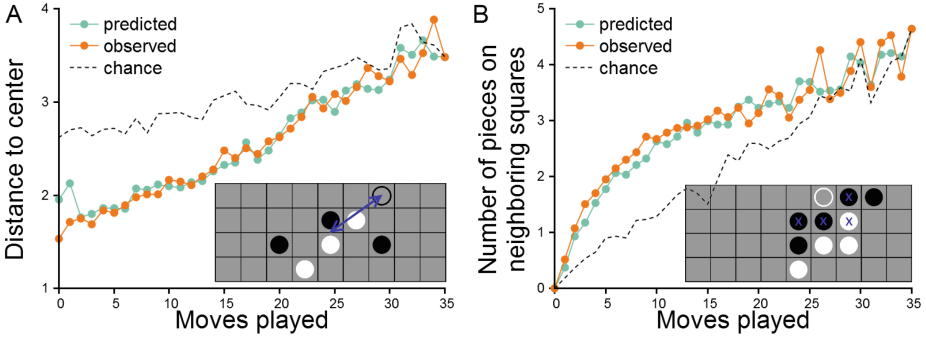 A
Distance to center
4
3
2
1
predicted
observed
chance
0
5
10
15
20
25
30
35
Moves played
B
Number of pieces on
neighboring squares
5
4
3
2
1
0
predicted
observed
chance
x
x
x
x
0
5
10
15
20
25
30
35
Moves played